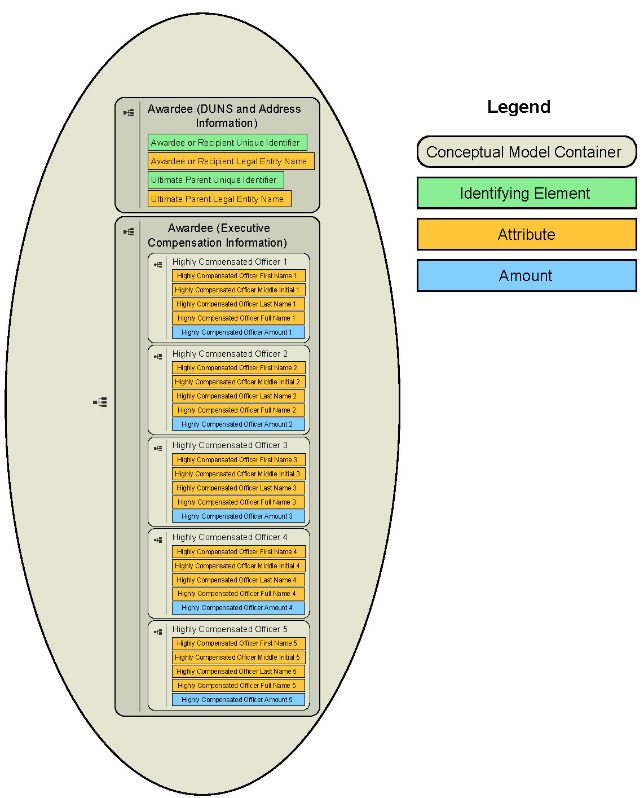 Awardee (DUNS and Address
Information)
Awardee or Recipient Unique Identifier
Awardee or Recipient Legal Entity Name
Ultimate Parent Unique Identifier
Ultimate Parent Legal Entity Name
Awardee (Executive
Compensation Information)
Highly Compensated Officer 1
Highly Compensated Officer First Name 1
Highly Compensated Officer Middle Initial 1
Highly Compensated Officer Last Name 1
Highly Compensated Officer Full Name 1
Highly Compensated Officer Amount 1
Highly Compensated Officer 2
Highly Compensated Officer First Name 2
Highly Compensated Officer Middle Initial 2
Highly Compensated Officer Last Name 2
Highly Compensated Officer Full Name 2
Highly Compensated Officer Amount 2
Highly Compensated Officer 3
Highly Compensated Officer First Name 3
Highly Compensated Officer Middle Initial 3
Highly Compensated Officer Last Name 3
Highly Compensated Officer Full Name 3
Highly Compensated Officer Amount 3
Highly Compensated Officer 4
Highly Compensated Officer First Name 4
Highly Compensated Officer Middle Initial 4
Highly Compensated Officer Last Name 4
Highly Compensated Officer Full Name 4
Highly Compensated Officer Amount 4
Highly Compensated Officer 5
Highly Compensated Officer First Name 5
Highly Compensated Officer Middle Initial 5
Highly Compensated Officer Last Name 5
Highly Compensated Officer Full Name 5
Highly Compensated Officer Amount 5
Legend
Conceptual Model Container
Identifying Element
Attribute
Amount